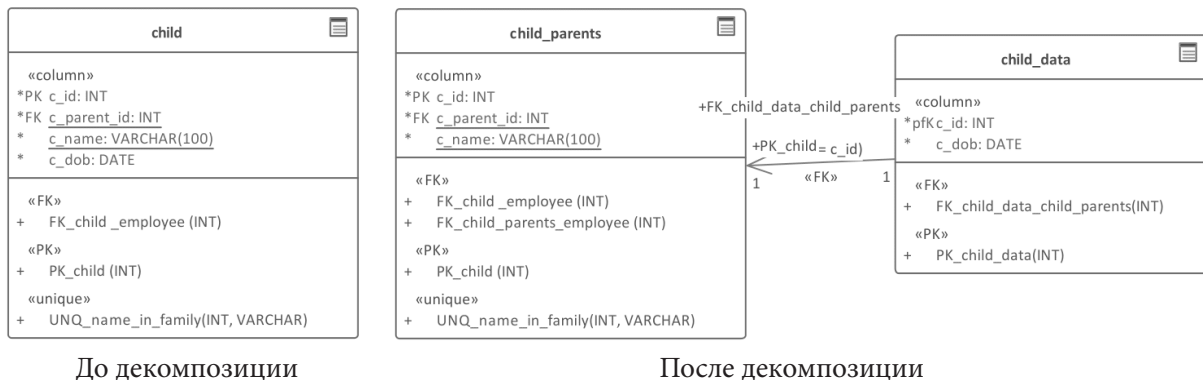 child
«column»
*PK c_id: INT
*FK c_parent_id: INT
* c_name: VARCHAR(100)
* c_dob: DATE
«FK»
+ FK_child _employee (INT)
«PK»
+ PK_child (INT)
«unique»
+ UNQ_name_in_family(INT, VARCHAR)
До декомпозиции
child_parents
«column»
*PK c_id: INT
*FK c_parent_id: INT
* c_name: VARCHAR(100)
«FK»
+ FK_child _employee (INT)
+ FK_child_parents_employee (INT)
«PK»
+ PK_child (INT)
«unique»
+ UNQ_name_in_family(INT, VARCHAR)
+FK_child_data_child_parents
+PK_child = c_id)
1 «FK» 1
child_data
«column»
*pfK c_id: INT
* c_dob: DATE
«FK»
+ FK_child_data_child_parents(INT)
«PK»
+ PK_child_data(INT)
После декомпозиции